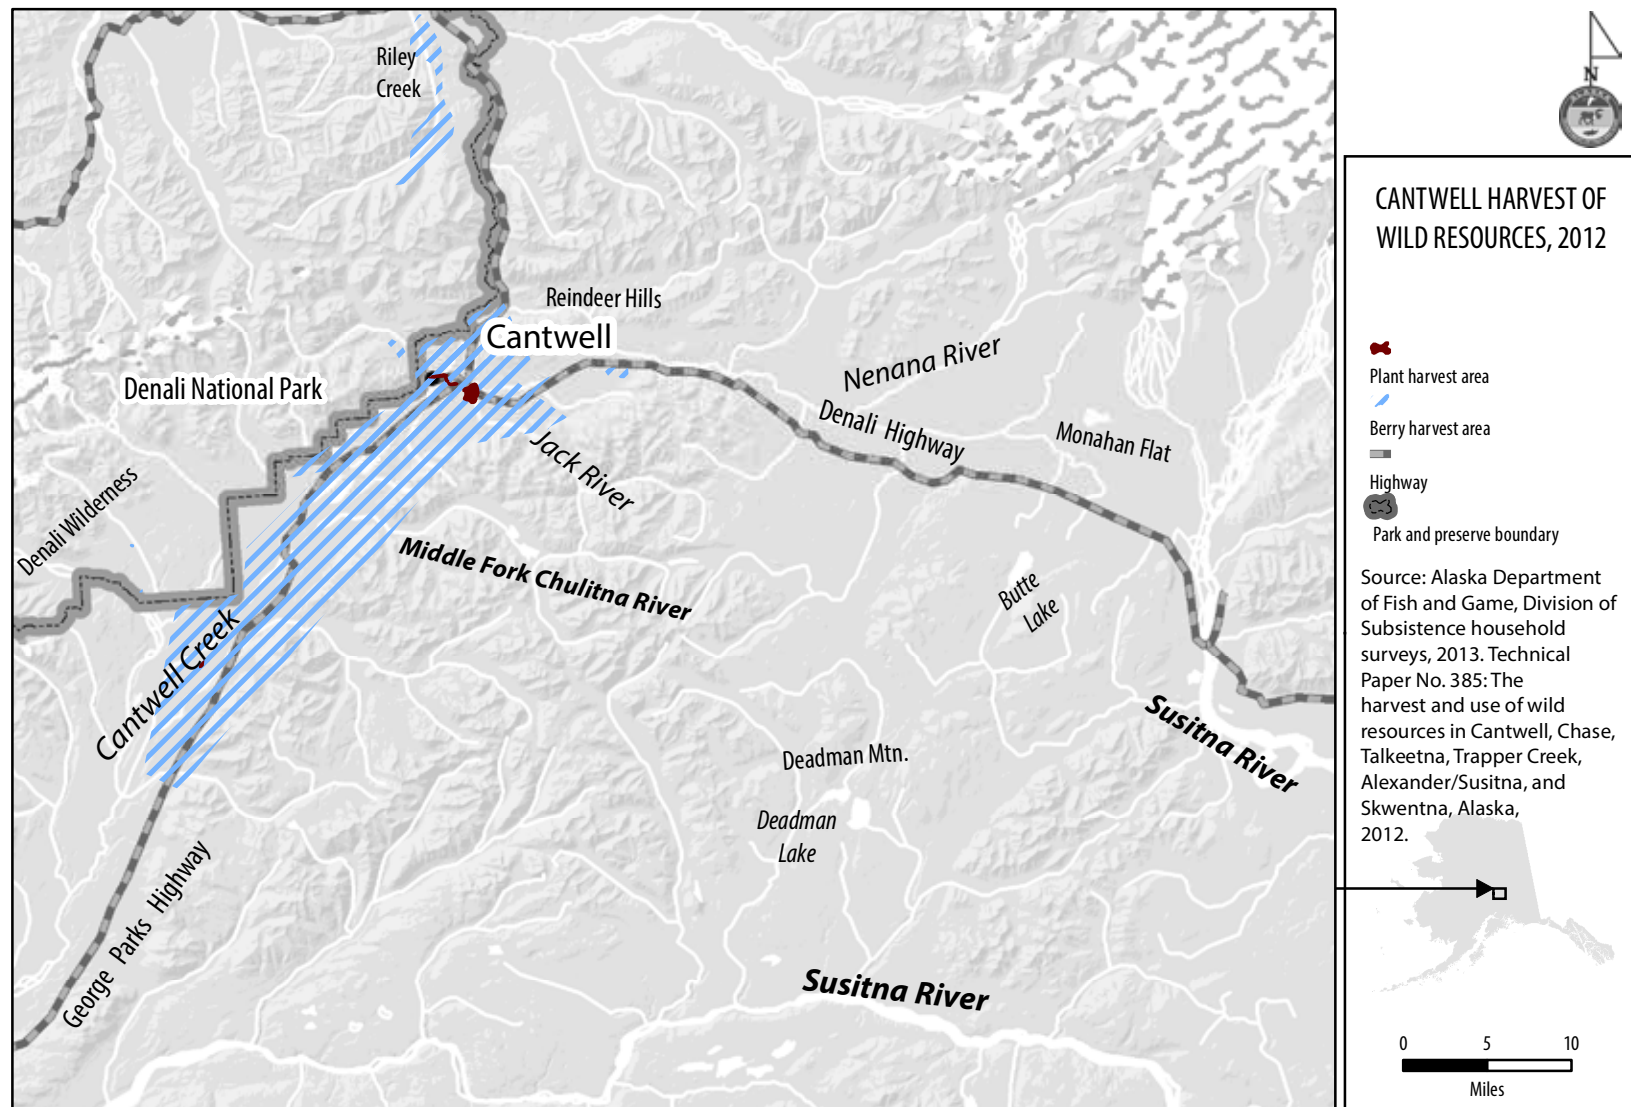 Riley
Creek
Reindeer Hills
Cantwell
Nenana River
Denali National Park
Denali Highway
Monahan Flat
Jack River
Denali Wilderness
Middle Fork Chulitna River
Butte
Lake
Cantwell Creek
Susitna River
Deadman Mtn.
Deadman
Lake
George Parks Highway
Susitna River
N
ALASKA
CANTWELL HARVEST OF
WILD RESOURCES, 2012
Plant harvest area
Berry harvest area
Highway
Park and preserve boundary
Source: Alaska Department
of Fish and Game, Division of
Subsistence household
surveys, 2013. Technical
Paper No. 385: The
harvest and use of wild
resources in Cantwell, Chase,
Talkeetna, Trapper Creek,
Alexander/Susitna, and
Skwentna, Alaska,
2012.
0 5 10
Miles